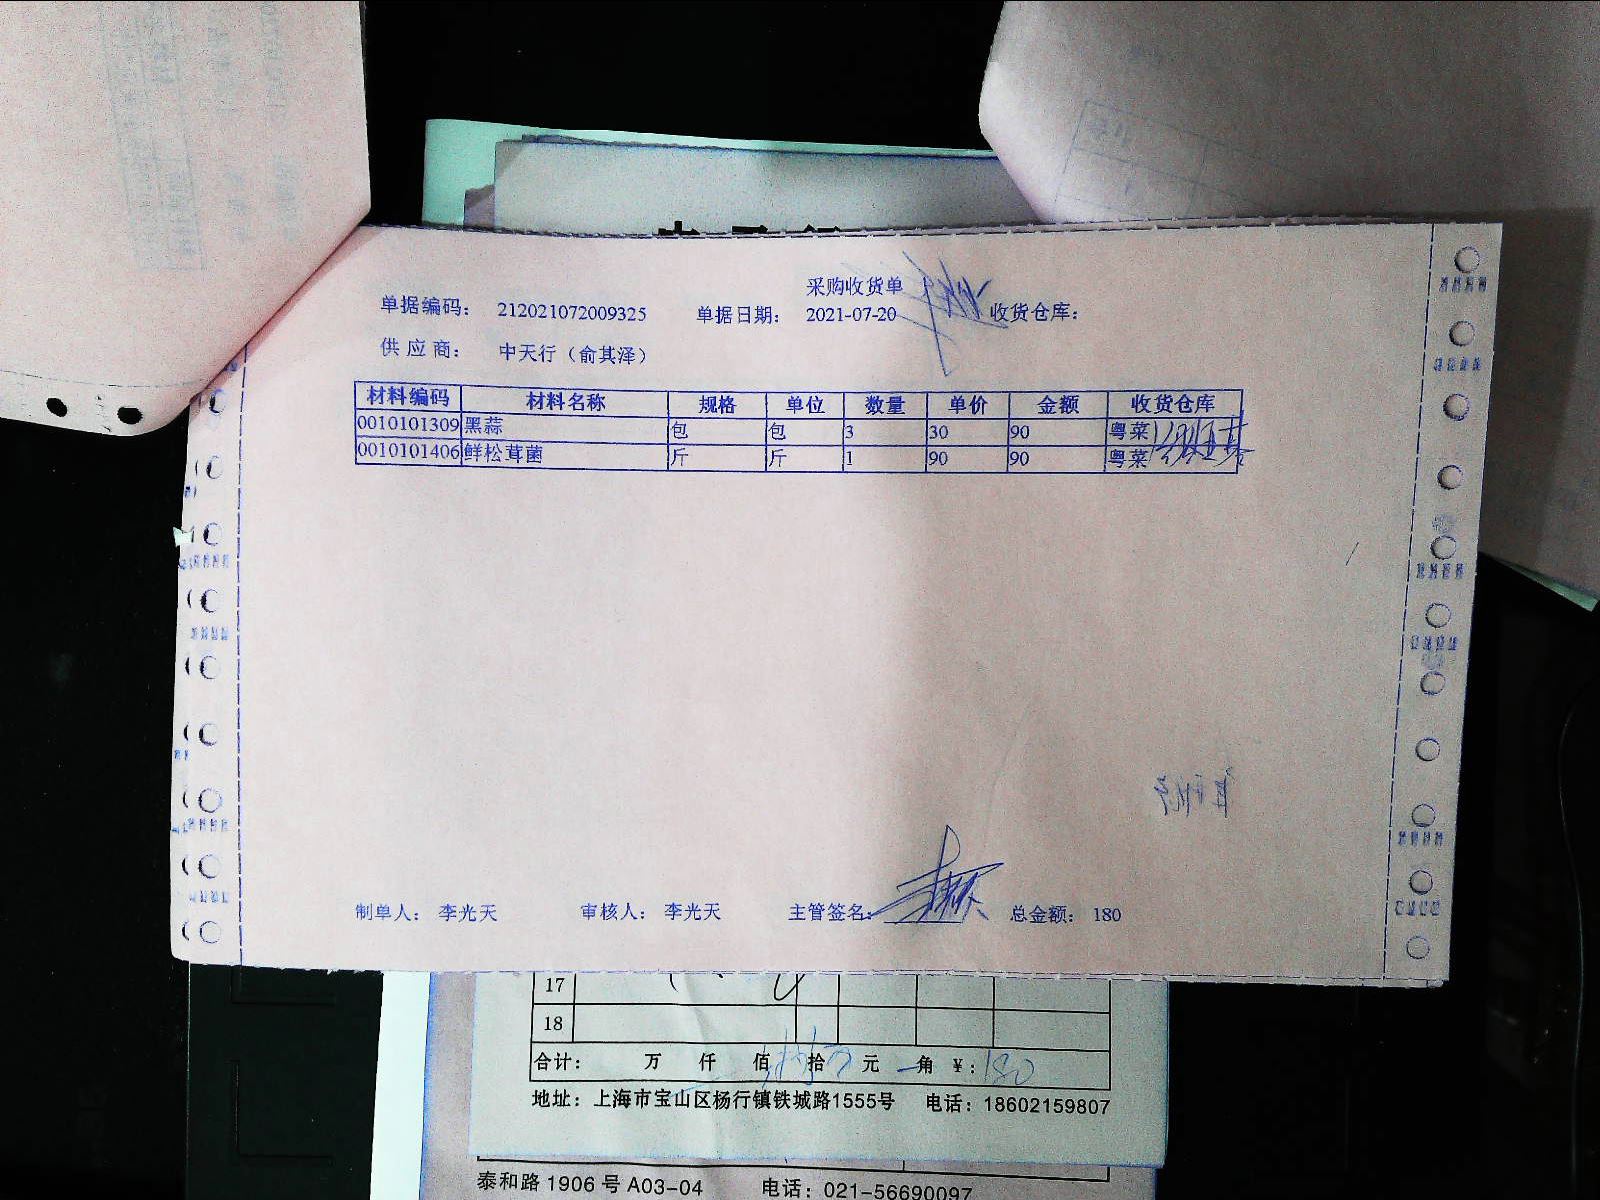 采购收货单
单据编码： 212021072009325 单据日期： 2021-07-20 收货仓库：
供应商： 中天行（俞其泽）
材料编码 材料名称 规格 单位 数量 单价 金额 收货仓库
0010101309 黑蒜 包 包 3 30 90 粤菜
0010101406 鲜松茸菌 斤 斤 1 90 90 粤菜
制单人： 李光天 审核人： 李光天 主管签名： 总金额： 180
17
18
合计： 万 仟 佰 拾 元 角 ¥：180
地址：上海市宝山区杨行镇铁城路1555号 电话：18602159807
泰和路1906号A03-04 电话：021-56690097